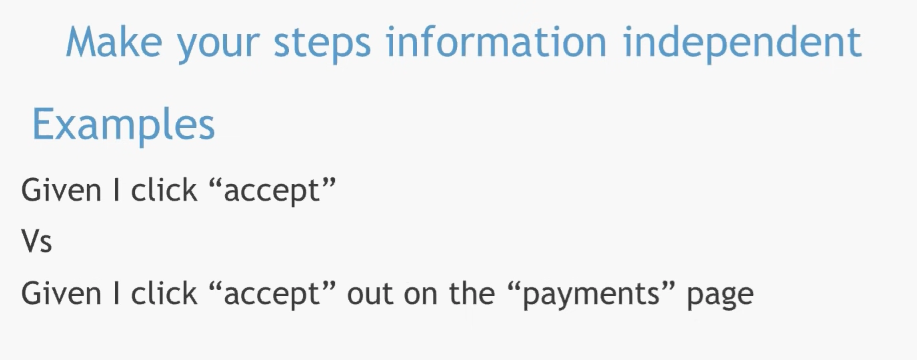 Make your steps information independent
Examples
Given I click “accept”
Vs
Given I click “accept” out on the “payments” page